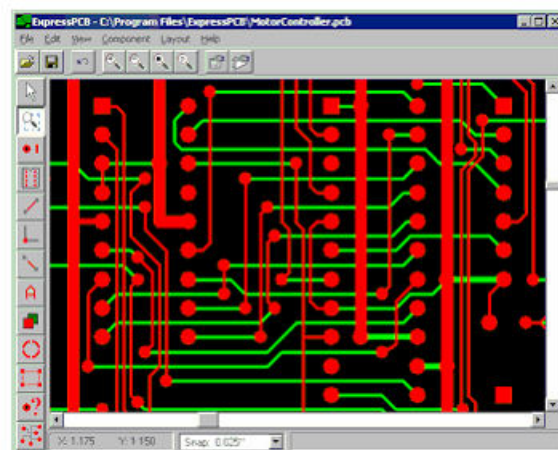 ExpressPCB - C:\Program Files\ExpressPCB\MotorController.pcb
File Edit View Component Layout Help
X: 1.175 Y: 1.150 Snap: 0.025"